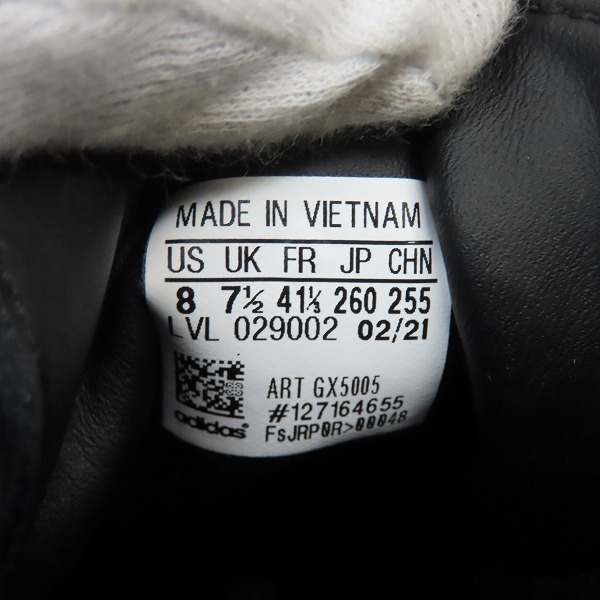 MADE IN VIETNAM
US UK FR JP CHN
8 7½ 41⅓ 260 255
LVL 029002 02/21
ART GX5005
#127164655
adidas FsJRP0R>00048